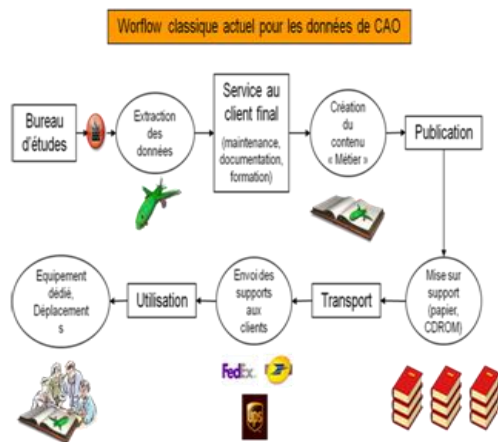 Worflow classique actuel pour les données de CAO
Bureau
d'études
Extraction
des
données
Service au
client final
(maintenance,
documentation,
formation)
Création
du
contenu
« Métier »
Publication
Equipement
dédié,
Déplacement
s
Utilisation
Envoi des
supports
aux
clients
Transport
Mise sur
support
(papier,
CDROM)
FedEx
ups